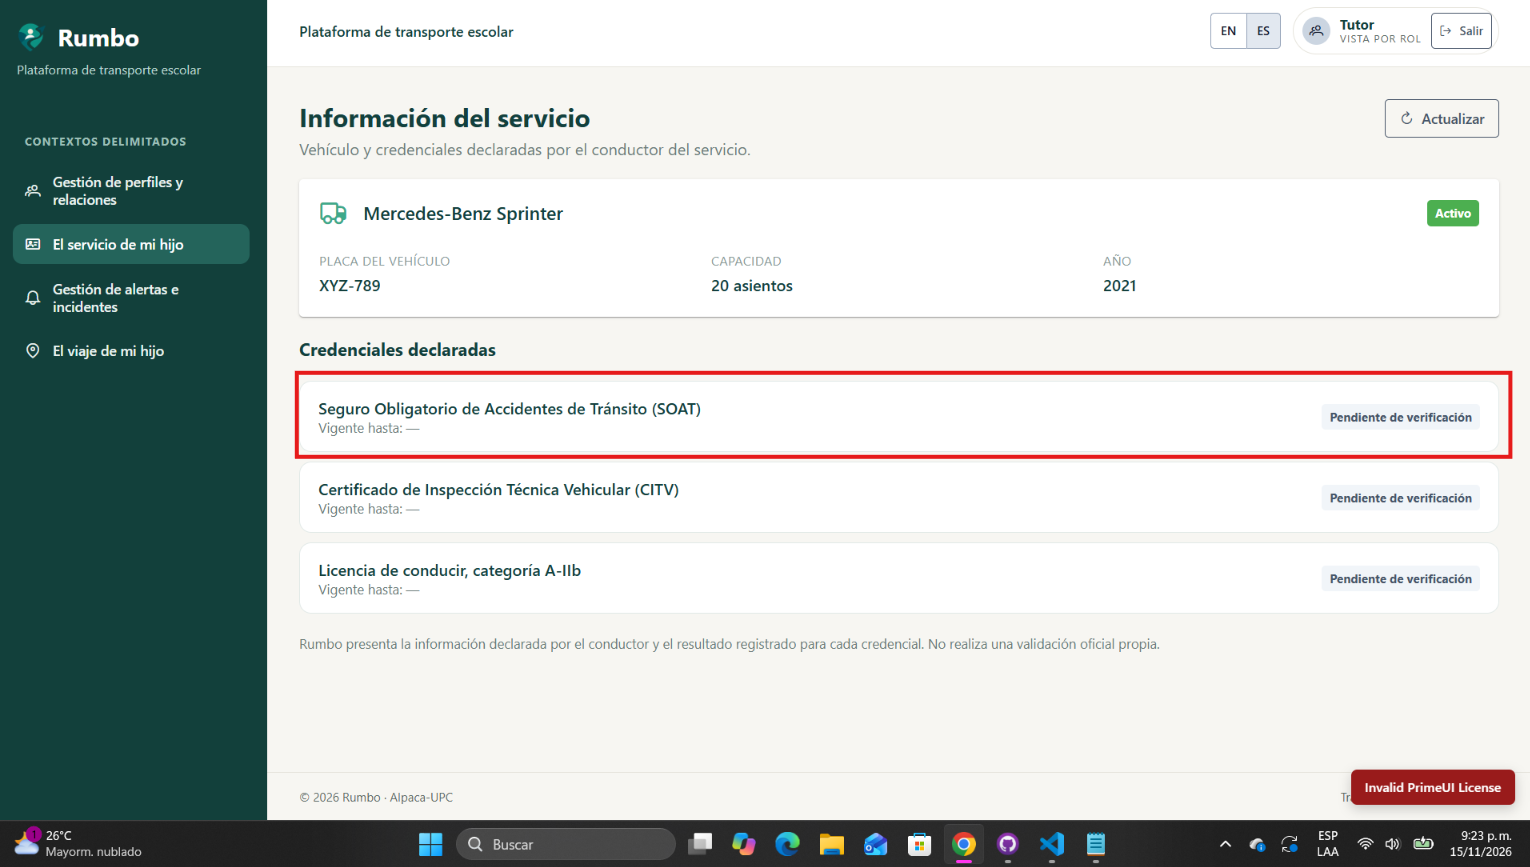 Rumbo
Plataforma de transporte escolar
CONTEXTOS DELIMITADOS
Gestión de perfiles y
relaciones
El servicio de mi hijo
Gestión de alertas e
incidentes
El viaje de mi hijo
Plataforma de transporte escolar
EN
ES
Tutor
VISTA POR ROL
Salir
Información del servicio
Vehículo y credenciales declaradas por el conductor del servicio.
Actualizar
Mercedes-Benz Sprinter
Activo
PLACA DEL VEHÍCULO
XYZ-789
CAPACIDAD
20 asientos
AÑO
2021
Credenciales declaradas
Seguro Obligatorio de Accidentes de Tránsito (SOAT)
Vigente hasta: —
Pendiente de verificación
Certificado de Inspección Técnica Vehicular (CITV)
Vigente hasta: —
Pendiente de verificación
Licencia de conducir, categoría A-IIb
Vigente hasta: —
Pendiente de verificación
Rumbo presenta la información declarada por el conductor y el resultado registrado para cada credencial. No realiza una validación oficial propia.
© 2026 Rumbo · Alpaca-UPC
Invalid PrimeUI License
1
26°C
Mayorm. nublado
Buscar
ESP
LAA
9:23 p. m.
15/11/2026